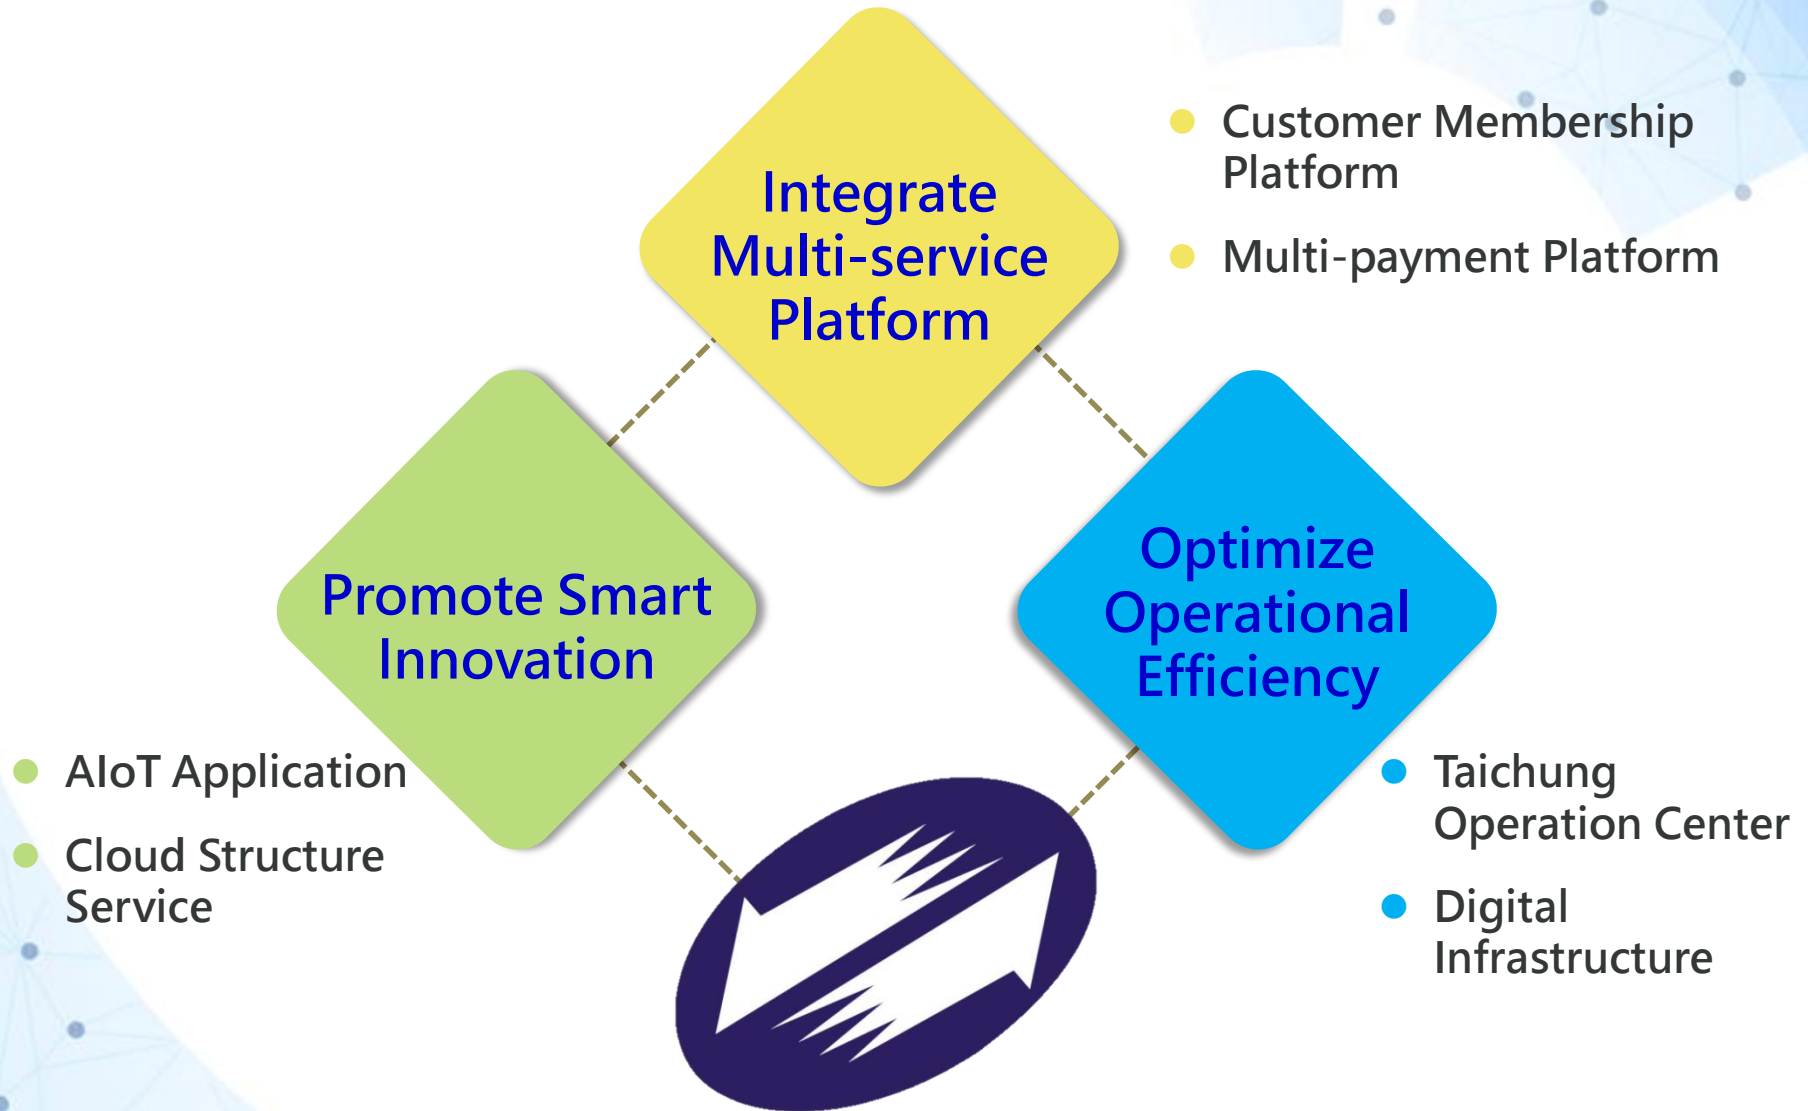 Integrate
Multi-service
Platform
Customer Membership
Platform
Multi-payment Platform
Promote Smart
Innovation
AIoT Application
Cloud Structure
Service
Optimize
Operational
Efficiency
Taichung
Operation Center
Digital
Infrastructure